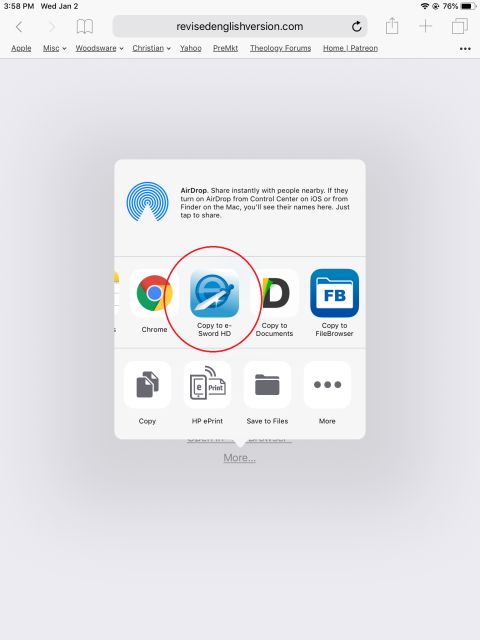 3:58 PM Wed Jan 2
76%
revisedenglishversion.com
Apple Misc Woodsware Christian Yahoo PreMkt Theology Forums Home | Patreon
AirDrop. Share instantly with people nearby. If they
turn on AirDrop from Control Center on iOS or from
Finder on the Mac, you'll see their names here. Just
tap to share.
s
Chrome
e
Copy to e-
Sword HD
D
Copy to
Documents
FB
Copy to
FileBrowser
Copy
e Print
HP ePrint
Save to Files
More
Open in
More...